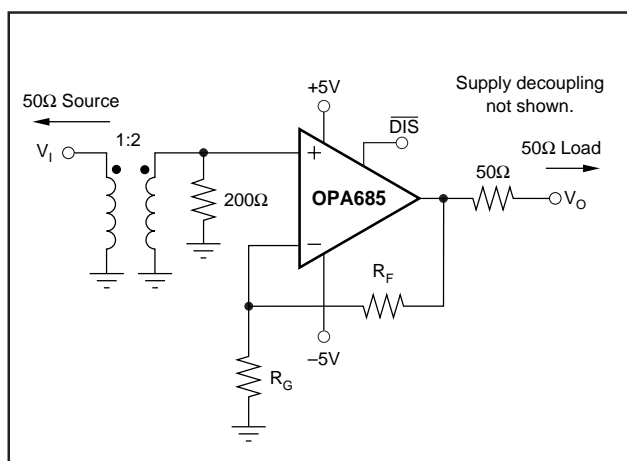 50Ω Source
1:2
V_I
+5V
DIS
Supply decoupling
not shown.
50Ω Load
+
OPA685
−
200Ω
50Ω
V_O
R_F
–5V
R_G